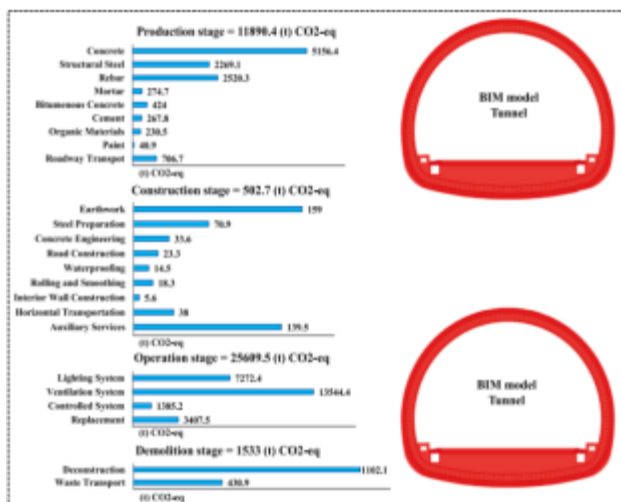 Production stage = 11890.4 (t) CO2-eq
Concrete 5156.4
Structural Steel 2269.1
Rebar 2520.3
Mortar 274.7
Bitumenous Concrete 424
Cement 267.8
Organic Materials 230.5
Paint 40.9
Roadway Transpot 706.7
(t) CO2-eq
Construction stage = 502.7 (t) CO2-eq
Earthwork 159
Steel Preparation 70.9
Concrete Engineering 33.6
Road Construction 23.3
Waterproofing 14.5
Rolling and Smoothing 18.3
Interior Wall Construction 5.6
Horizontal Transportation 38
Auxiliary Services 139.5
(t) CO2-eq
Operation stage = 25609.5 (t) CO2-eq
Lighting System 7272.4
Ventilation System 13544.4
Controlled System 1385.2
Replacement 3407.5
(t) CO2-eq
Demolition stage = 1533 (t) CO2-eq
Deconstruction 1102.1
Waste Transport 430.9
BIM model
Tunnel
BIM model
Tunnel